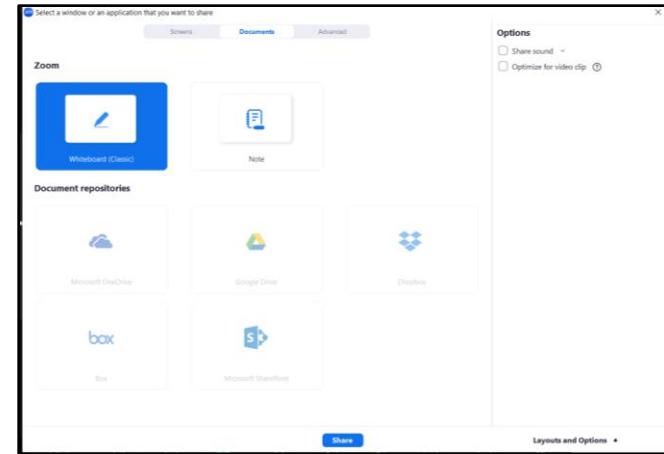 Select a window or an application that you want to share
Screens Documents Advanced
Zoom
Whiteboard (Classic)
Note
Document repositories
Microsoft OneDrive
Google Drive
Dropbox
box
Box
S
Microsoft SharePoint
Options
Share sound
Optimize for video clip ?
Share
Layouts and Options